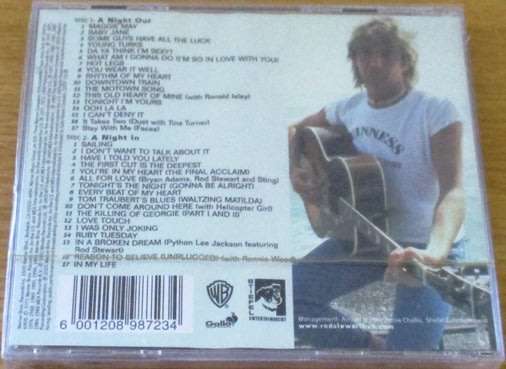 DISC 1: A Night Out
1 MAGGIE MAY
2 BABY JANE
3 SOME GUYS HAVE ALL THE LUCK
4 YOUNG TURKS
5 DA YA THINK I'M SEXY?
6 WHAT AM I GONNA DO (I'M SO IN LOVE WITH YOU)
7 HOT LEGS
8 YOU WEAR IT WELL
9 RHYTHM OF MY HEART
10 DOWNTOWN TRAIN
11 THE MOTOWN SONG
12 THIS OLD HEART OF MINE (with Ronald Isley)
13 TONIGHT I'M YOURS
14 OOH LA LA
15 I CAN'T DENY IT
16 It Takes Two (Duet with Tina Turner)
17 Stay With Me (Faces)
DISC 2: A Night In
1 SAILING
2 I DON'T WANT TO TALK ABOUT IT
3 HAVE I TOLD YOU LATELY
4 THE FIRST CUT IS THE DEEPEST
5 YOU'RE IN MY HEART (THE FINAL ACCLAIM)
6 ALL FOR LOVE (Bryan Adams, Rod Stewart and Sting)
7 TONIGHT'S THE NIGHT (GONNA BE ALRIGHT)
8 EVERY BEAT OF MY HEART
9 TOM TRAUBERT'S BLUES (WALTZING MATILDA)
10 DON'T COME AROUND HERE (with Helicopter Girl)
11 THE KILLING OF GEORGIE (PART I AND II)
12 LOVE TOUCH
13 I WAS ONLY JOKING
14 RUBY TUESDAY
15 IN A BROKEN DREAM (Python Lee Jackson featuring
Rod Stewart)
16 REASON TO BELIEVE (UNPLUGGED) (with Ronnie Wood)
17 IN MY LIFE
GUINNESS
6 001208 987234
WB
Gallo
STIEFEL
ENTERTAINMENT
Management:
www.rodstewart